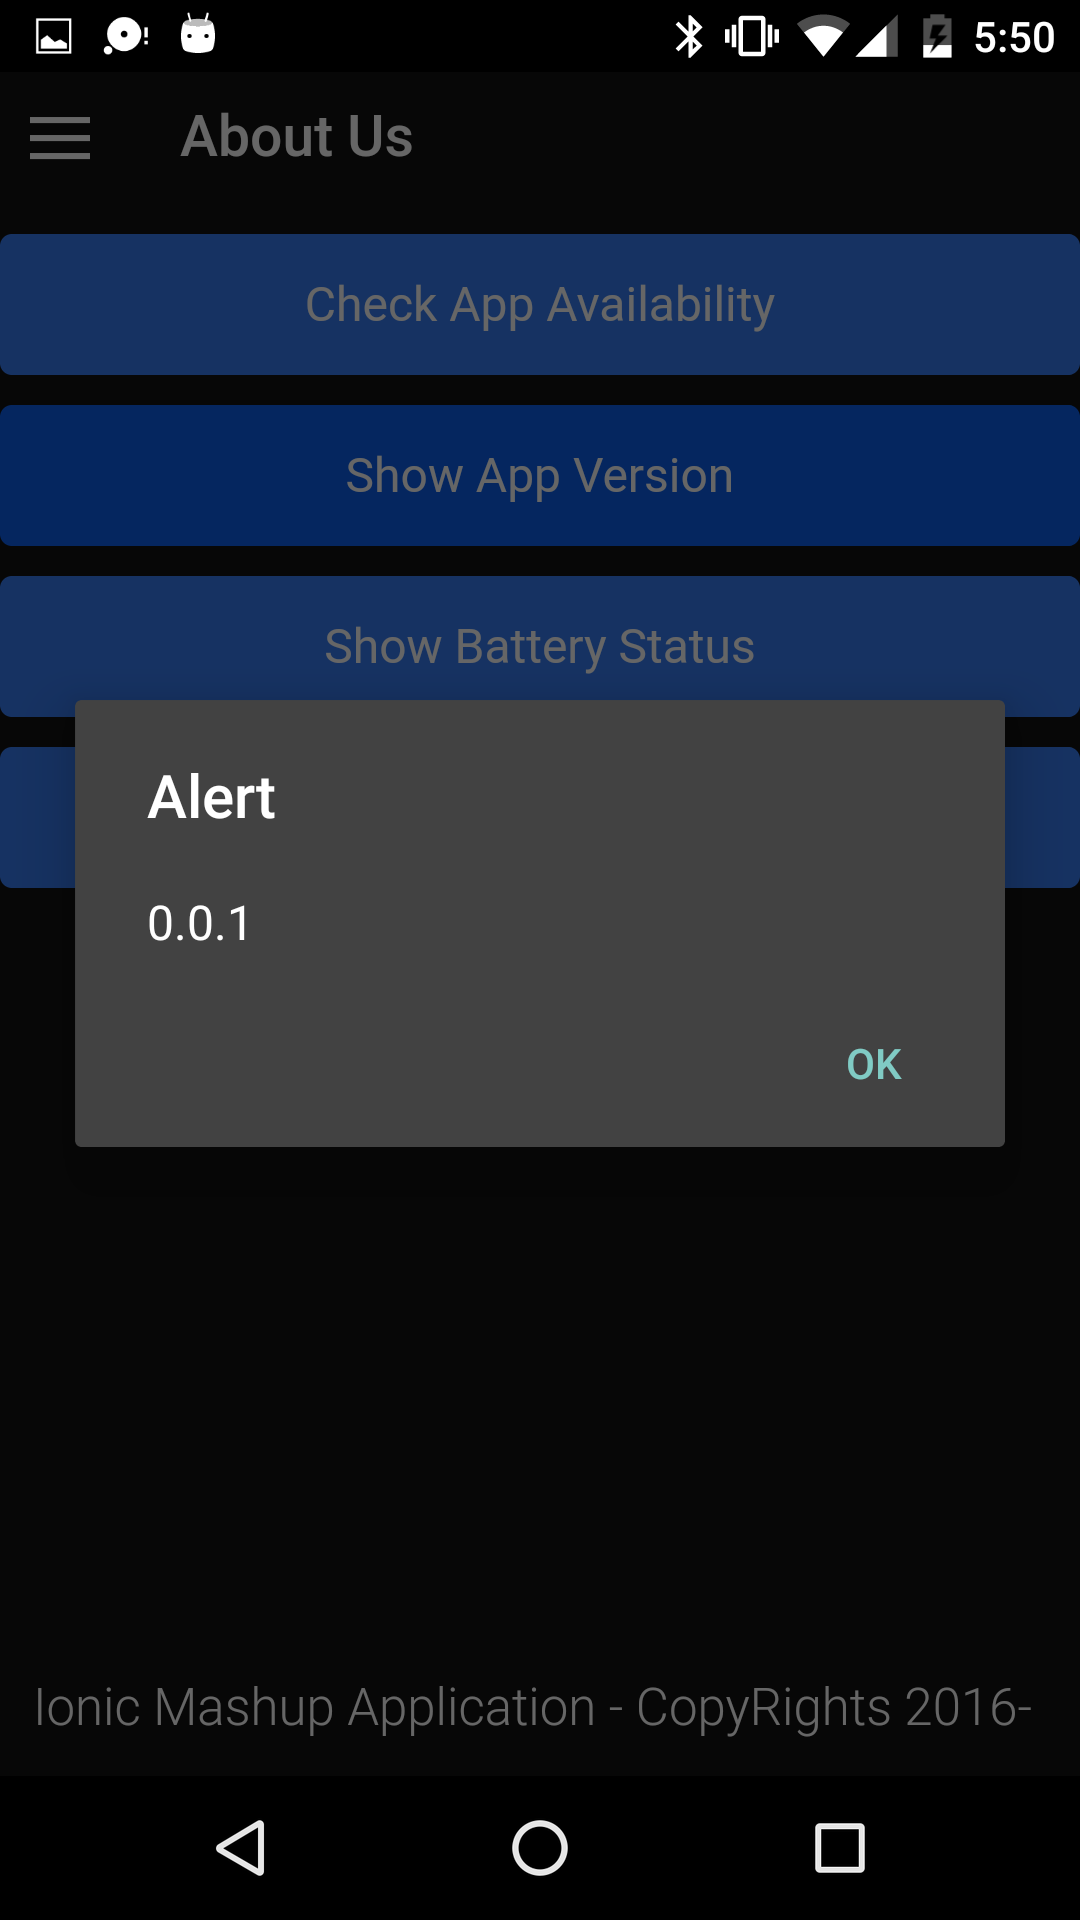 5:50
About Us
Check App Availability
Show App Version
Show Battery Status
Alert
0.0.1
OK
Ionic Mashup Application - CopyRights 2016-